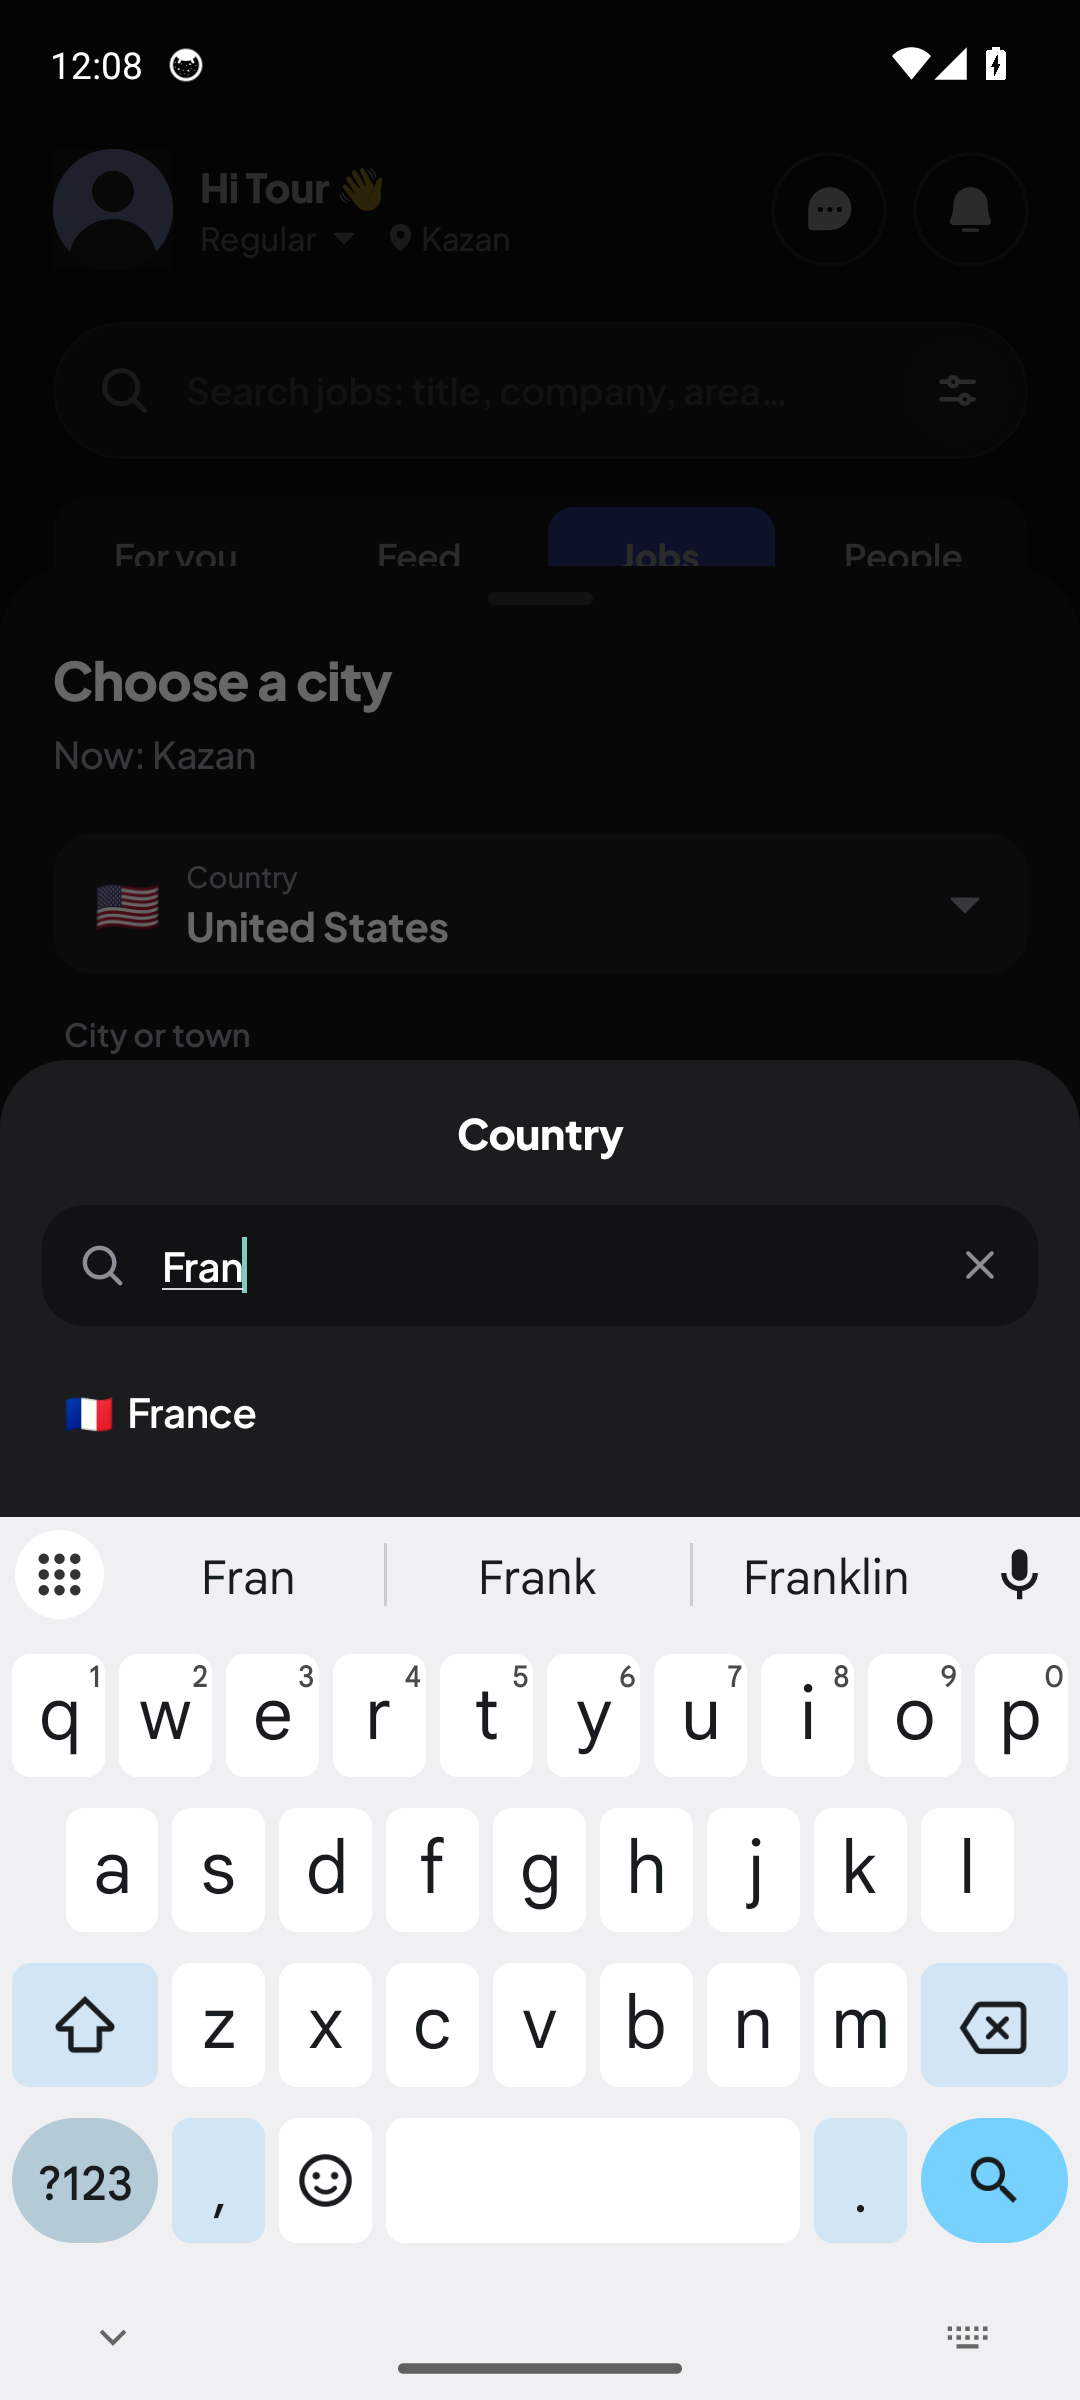 12:08
Hi Tour 👋
Regular
Kazan
Search jobs: title, company, area...
For you
Feed
Jobs
People
Choose a city
Now: Kazan
Country
United States
City or town
Country
Fran
France
Fran
Frank
Franklin
q 1 w 2 e 3 r 4 t 5 y 6 u 7 i 8 o 9 p 0
a s d f g h j k l
z x c v b n m
?123 , .